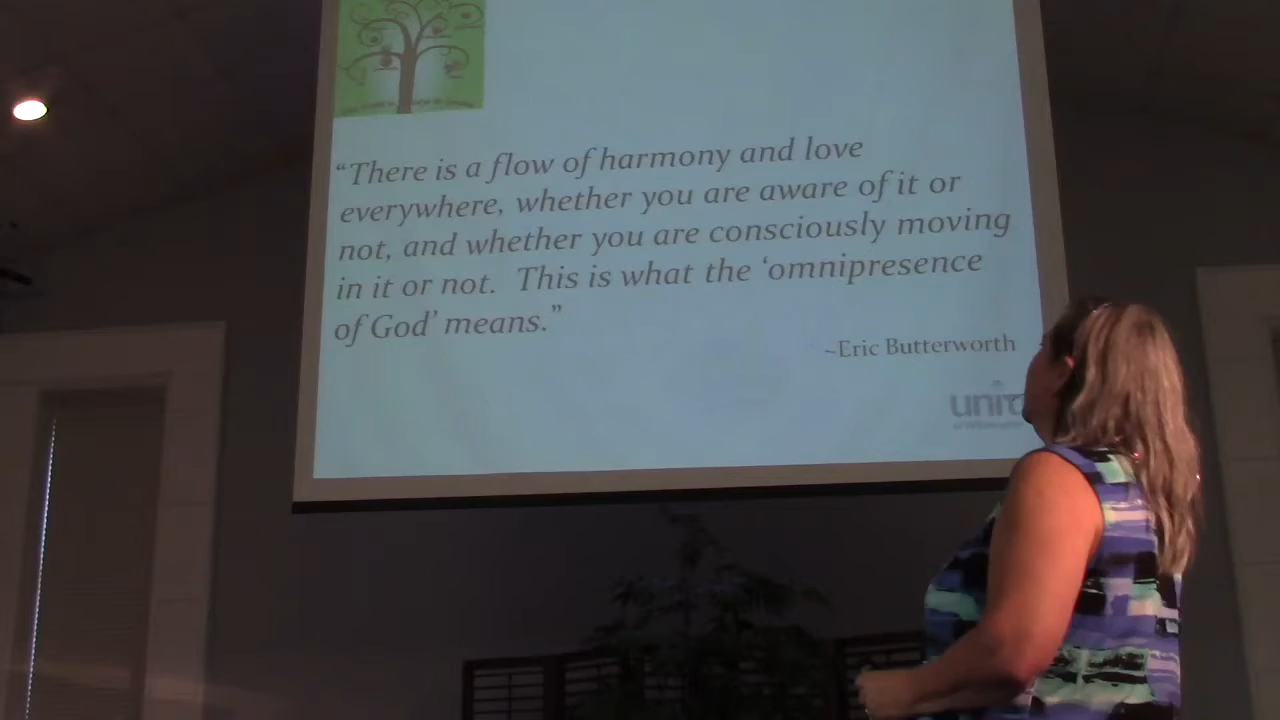 “There is a flow of harmony and love
everywhere, whether you are aware of it or
not, and whether you are consciously moving
in it or not.  This is what the ‘omnipresence
of God’ means.”
~Eric Butterworth
unit